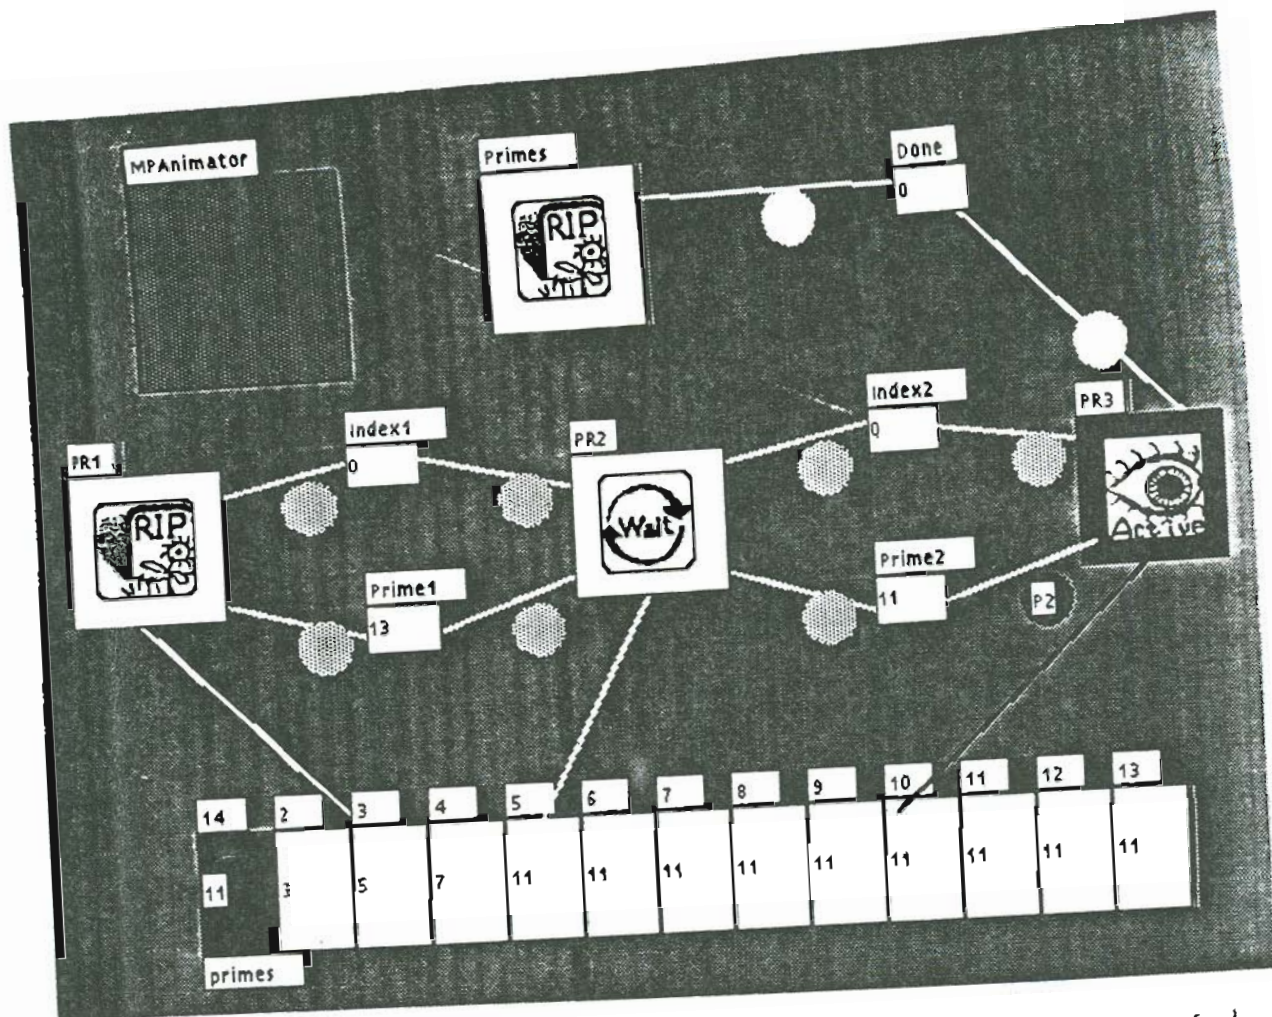 MPAnimator
Primes
Done
RIP
0
Index1
0
PR2
Index2
0
PR3
PR1
RIP
Wait
Active
Prime1
13
Prime2
11
P2
14 2 3 4 5 6 7 8 9 10 11 12 13
11 3 5 7 11 11 11 11 11 11 11 11 11
primes